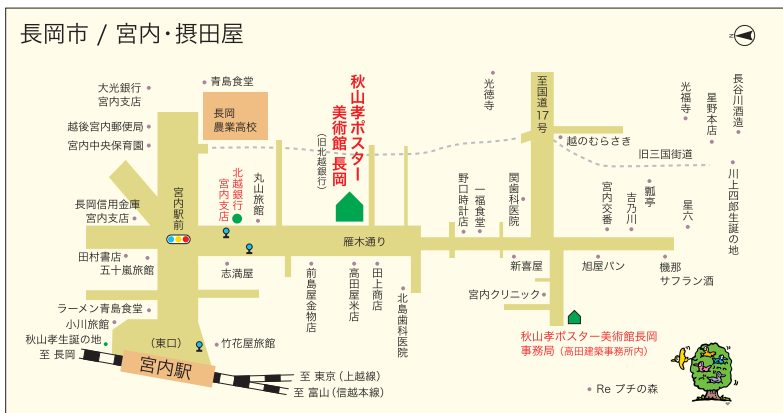 長岡市 / 宮内・摂田屋
N
大光銀行
宮内支店
青島食堂
越後宮内郵便局
宮内中央保育園
長岡
農業高校
秋山孝ポスター
美術館 長岡
(旧北越銀行)
光徳寺
至国道17号
越のむらさき
光福寺
星野本店
長谷川酒造
旧三国街道
川上四郎生誕の地
長岡信用金庫
宮内支店
宮内駅前
北越銀行
宮内支店
丸山旅館
野口時計店
一福食堂
関歯科医院
宮内交番
吉乃川
瓢亭
星六
雁木通り
田村書店
五十嵐旅館
志満屋
前島屋金物店
高田屋米店
田上商店
北島歯科医院
新喜屋
旭屋パン
機那
サフラン酒
宮内クリニック
ラーメン青島食堂
小川旅館
秋山孝生誕の地
至 長岡
(東口)
竹花屋旅館
宮内駅
至 東京(上越線)
至 富山(信越本線)
秋山孝ポスター美術館長岡
事務局(高田建築事務所内)
Re プチの森